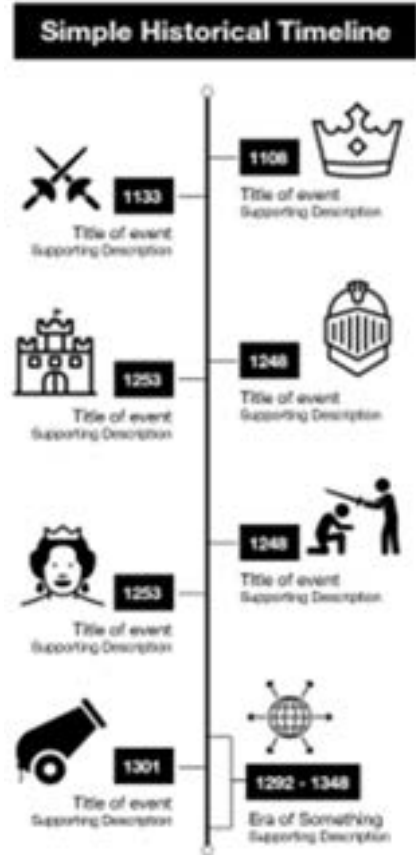 Simple Historical Timeline
1108
Title of event
Supporting Description
1133
Title of event
Supporting Description
1248
Title of event
Supporting Description
1253
Title of event
Supporting Description
1248
Title of event
Supporting Description
1253
Title of event
Supporting Description
1301
Title of event
Supporting Description
1292 - 1348
Era of Something
Supporting Description